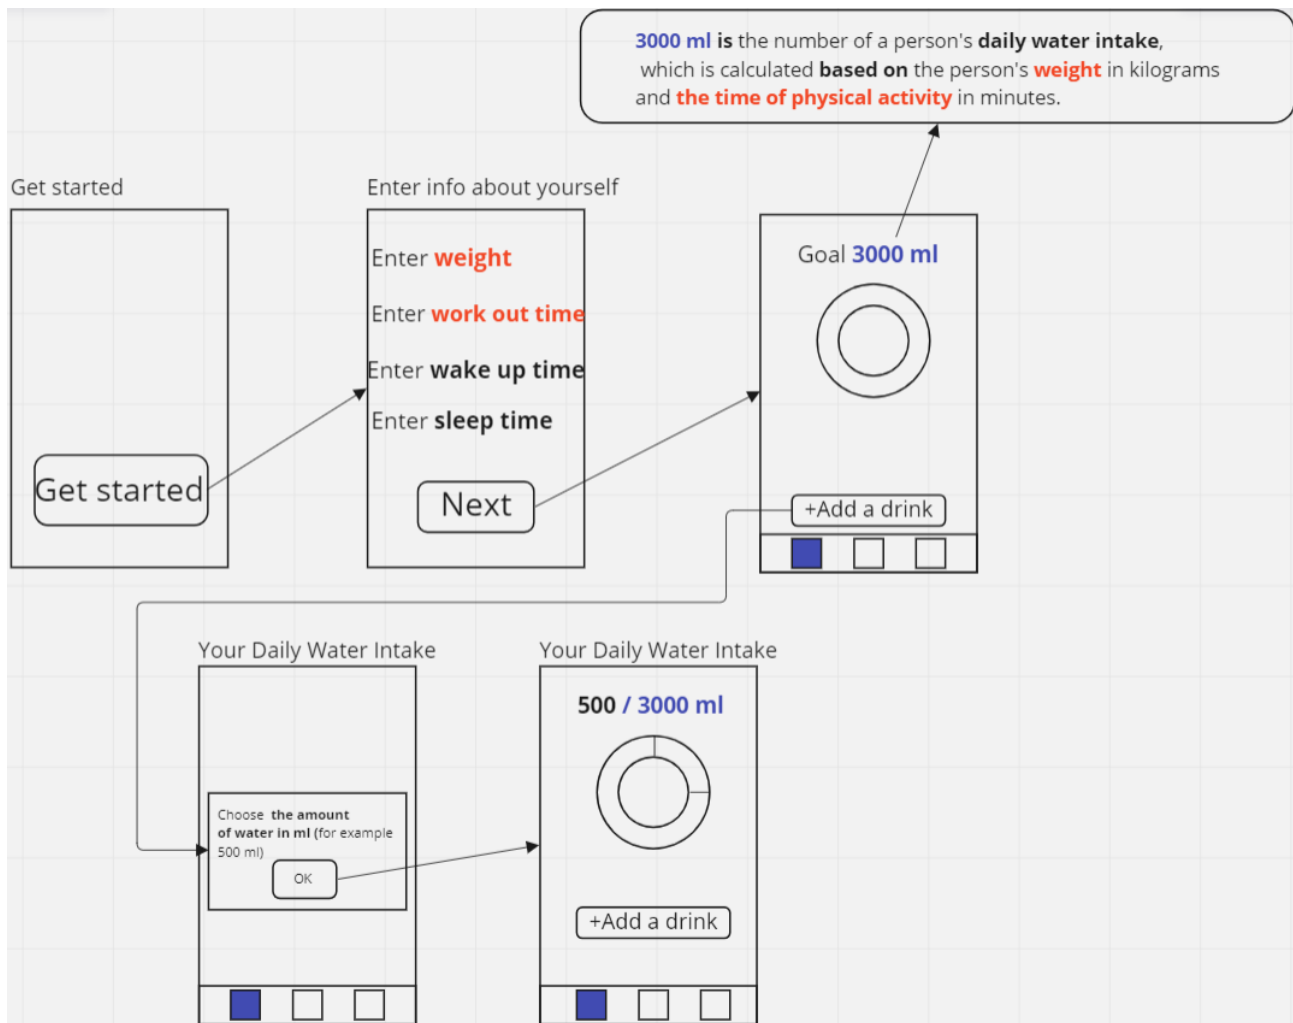 3000 ml is the number of a person's daily water intake,
which is calculated based on the person's weight in kilograms
and the time of physical activity in minutes.
Get started
Get started
Enter info about yourself
Enter weight
Enter work out time
Enter wake up time
Enter sleep time
Next
Goal 3000 ml
+Add a drink
Your Daily Water Intake
Choose the amount
of water in ml (for example
500 ml)
OK
Your Daily Water Intake
500 / 3000 ml
+Add a drink